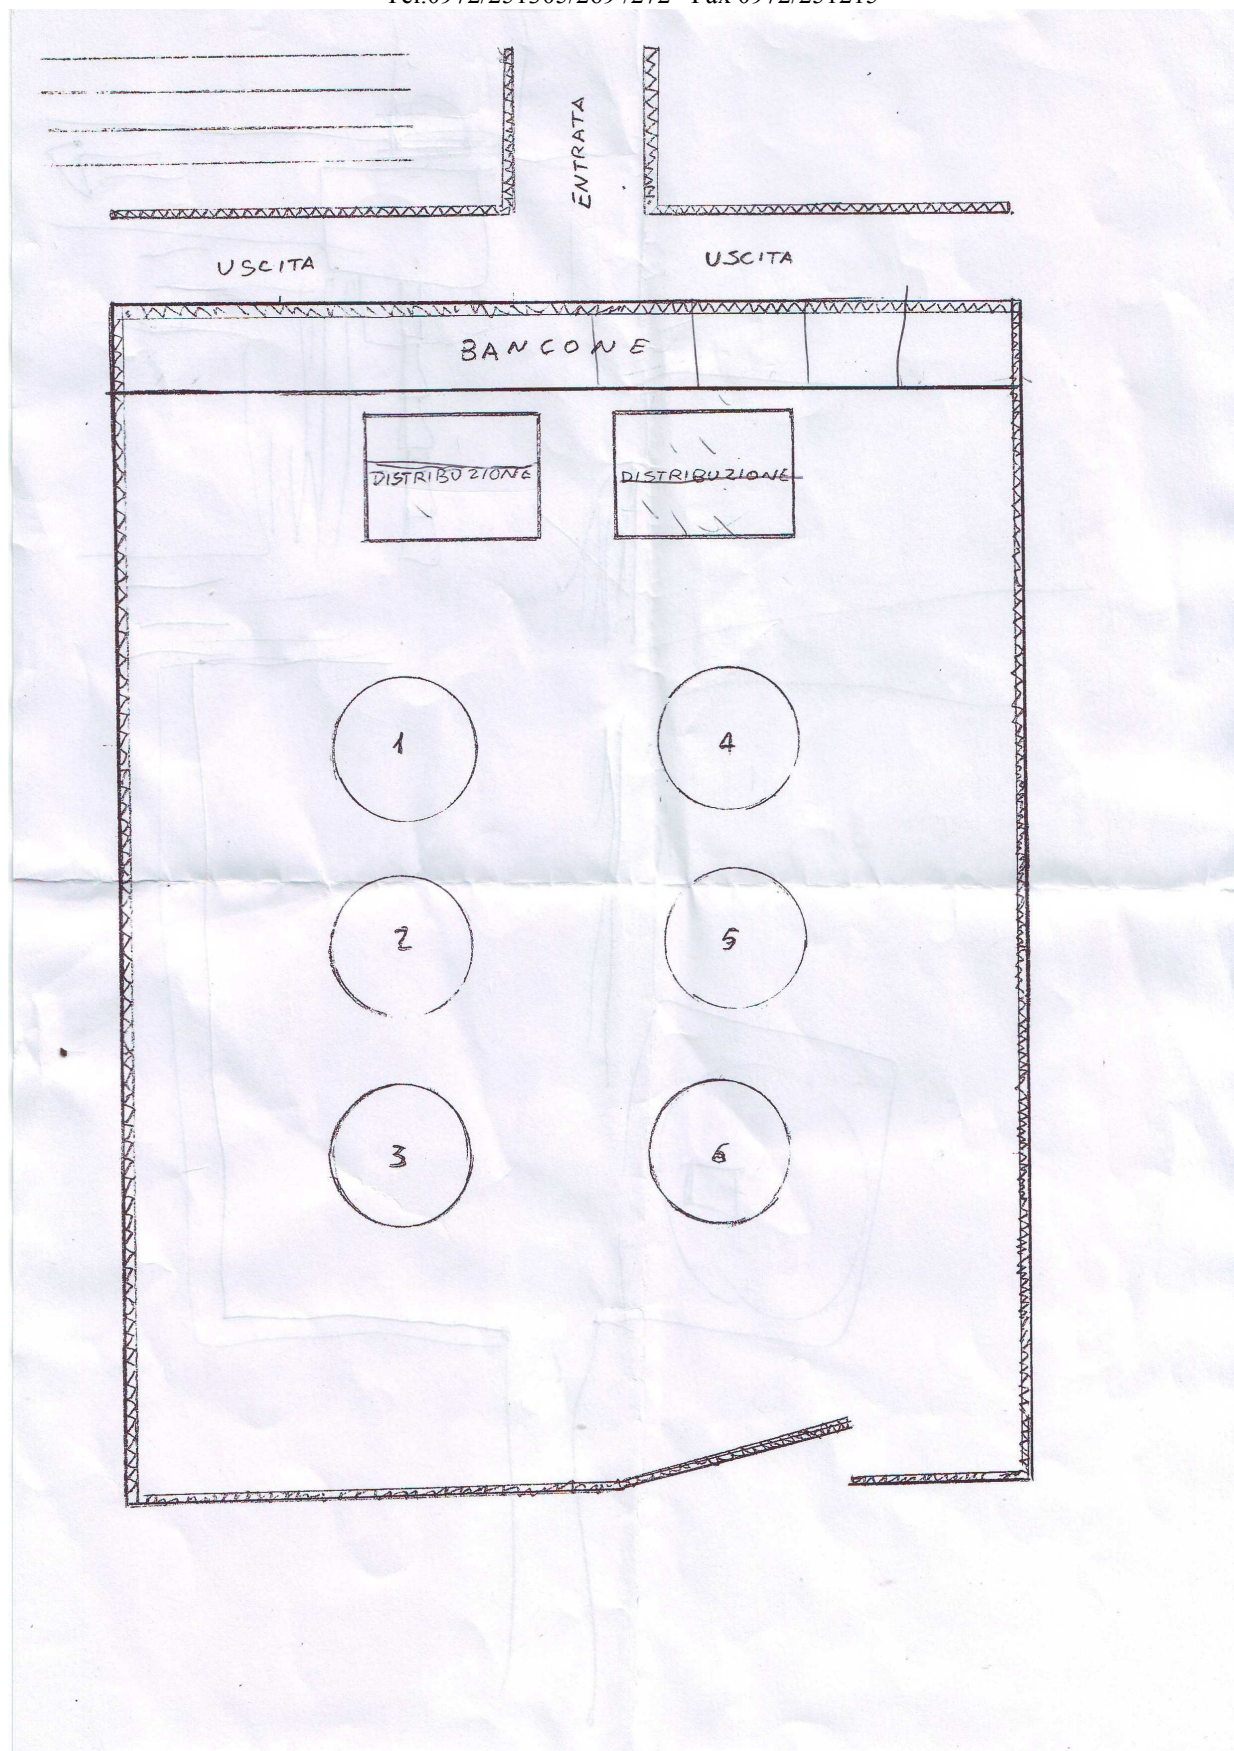 ENTRATA
USCITA
USCITA
BANCONE
DISTRIBUZIONE
DISTRIBUZIONE
1
4
2
5
3
6